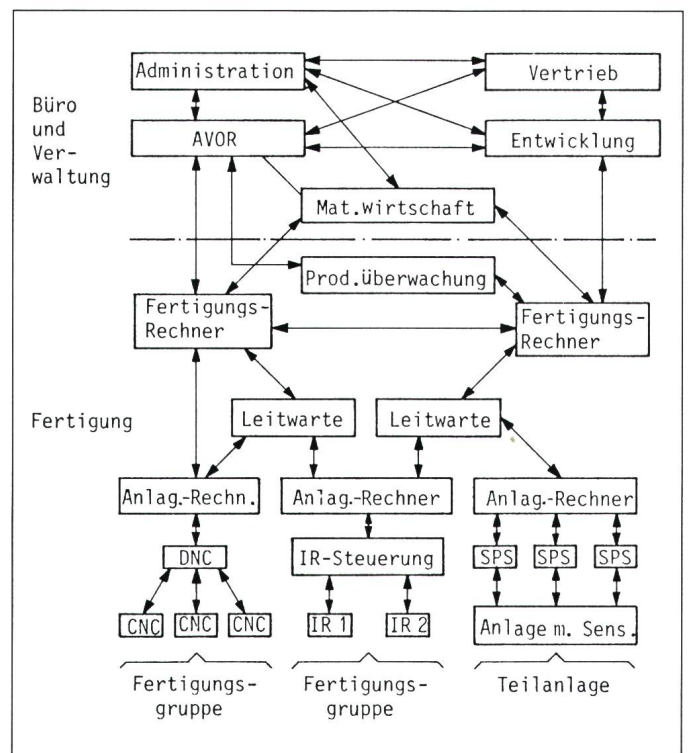 Administration
Vertrieb
Büro
und
Ver-
waltung
AVOR
Entwicklung
Mat.wirtschaft
Prod.überwachung
Fertigungs-
Rechner
Fertigungs-
Rechner
Fertigung
Leitwarte
Leitwarte
Anlag.-Rechn.
Anlag.-Rechner
Anlag.-Rechner
DNC
IR-Steuerung
SPS
SPS
SPS
CNC
CNC
CNC
IR 1
IR 2
Anlage m. Sens.
Fertigungs-
gruppe
Fertigungs-
gruppe
Teilanlage